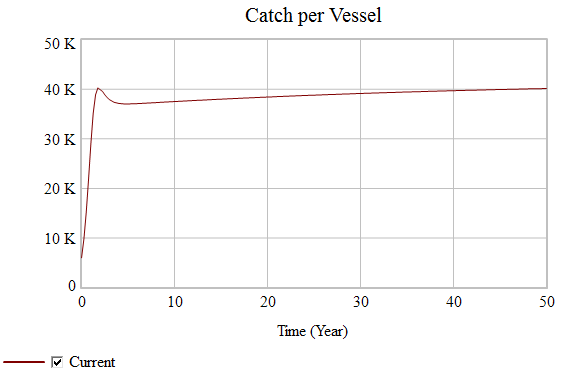 Catch per Vessel
50 K
40 K
30 K
20 K
10 K
0
0 10 20 30 40 50
Time (Year)
Current